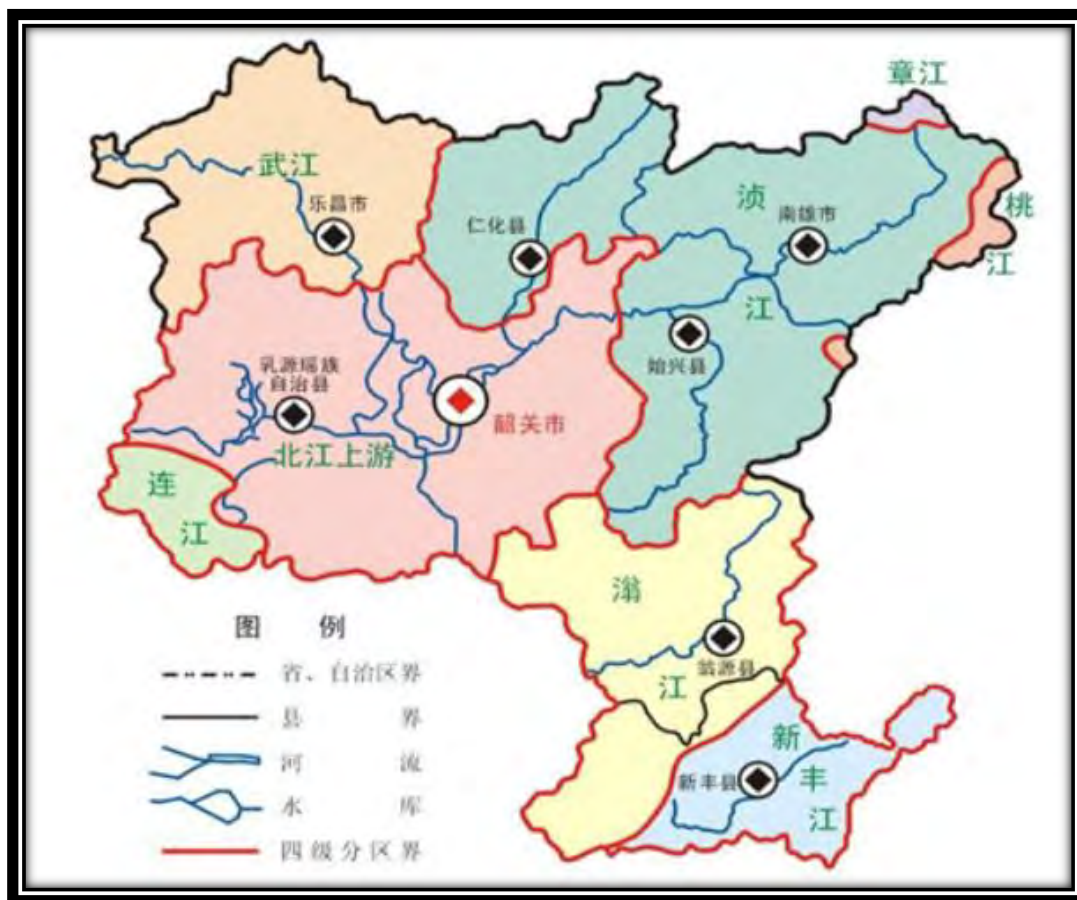 章江
武江
乐昌市
仁化县
浈
南雄市
桃
江
江
始兴县
乳源瑶族
自治县
韶关市
北江上游
连
江
滃
翁源县
江
新
新丰县
丰
江
图 例
省、自治区界
县 界
河 流
水 库
四级分区界